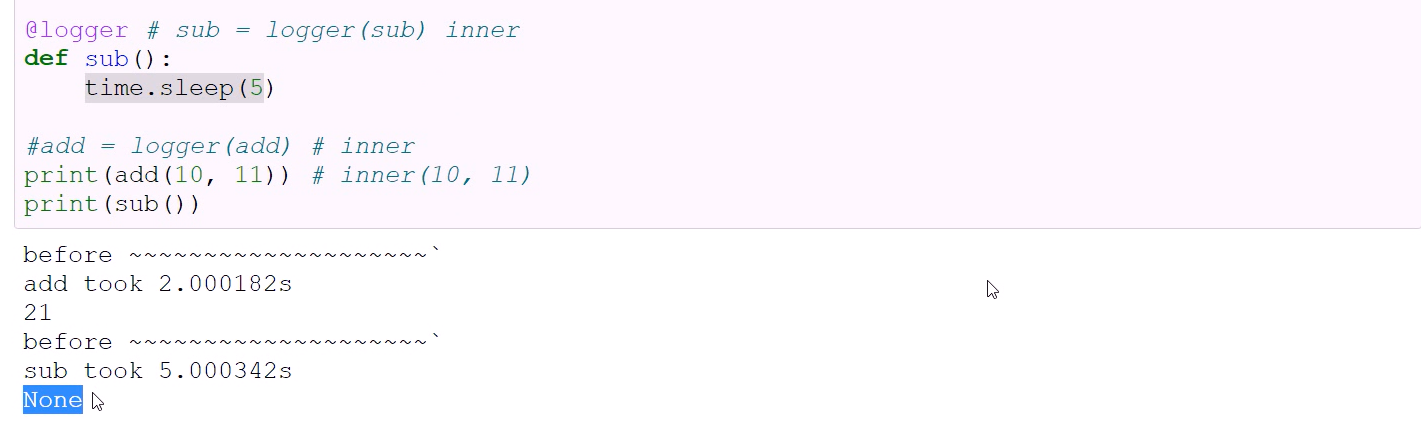 @logger # sub = logger(sub) inner
def sub():
    time.sleep(5)
#add = logger(add) # inner
print(add(10, 11)) # inner(10, 11)
print(sub())
before ~~~~~~~~~~~~~~~~~~~~`
add took 2.000182s
21
before ~~~~~~~~~~~~~~~~~~~~`
sub took 5.000342s
None